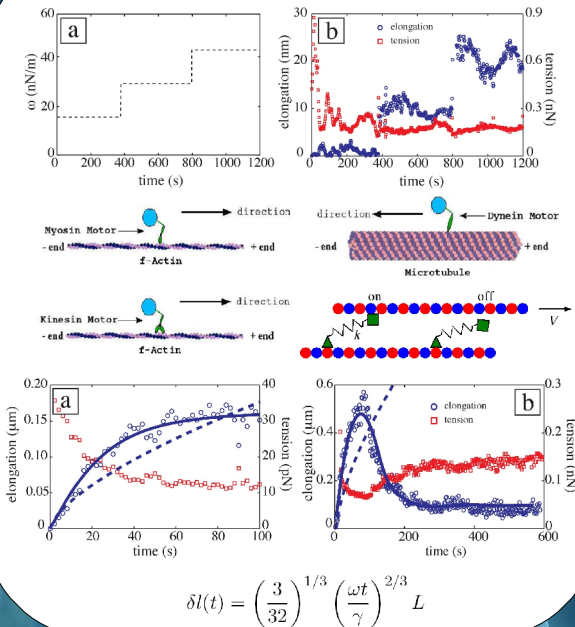 a
ω (nN/m)
60
40
20
0
0 200 400 600 800 1000 1200
time (s)
b
elongation
tension
elongation (nm)
30
25
20
15
10
5
0
0.9
0.6
0.3
0
tension (nN)
0 200 400 600 800 1000 1200
time (s)
direction
Myosin Motor
- end
+ end
f-Actin
direction
Dynein Motor
- end
+ end
Microtubule
direction
Kinesin Motor
- end
+ end
f-Actin
on off
k
V
a
elongation (μm)
0.20
0.15
0.10
0.05
0
40
30
20
10
0
tension (pN)
0 20 40 60 80 100
time (s)
b
elongation
tension
elongation (μm)
0.6
0.4
0.2
0
0.3
0.2
0.1
0
tension (nN)
0 100 200 300 400 500 600
time (s)
δl(t) = (3/32)^{1/3} (ωt/γ)^{2/3} L